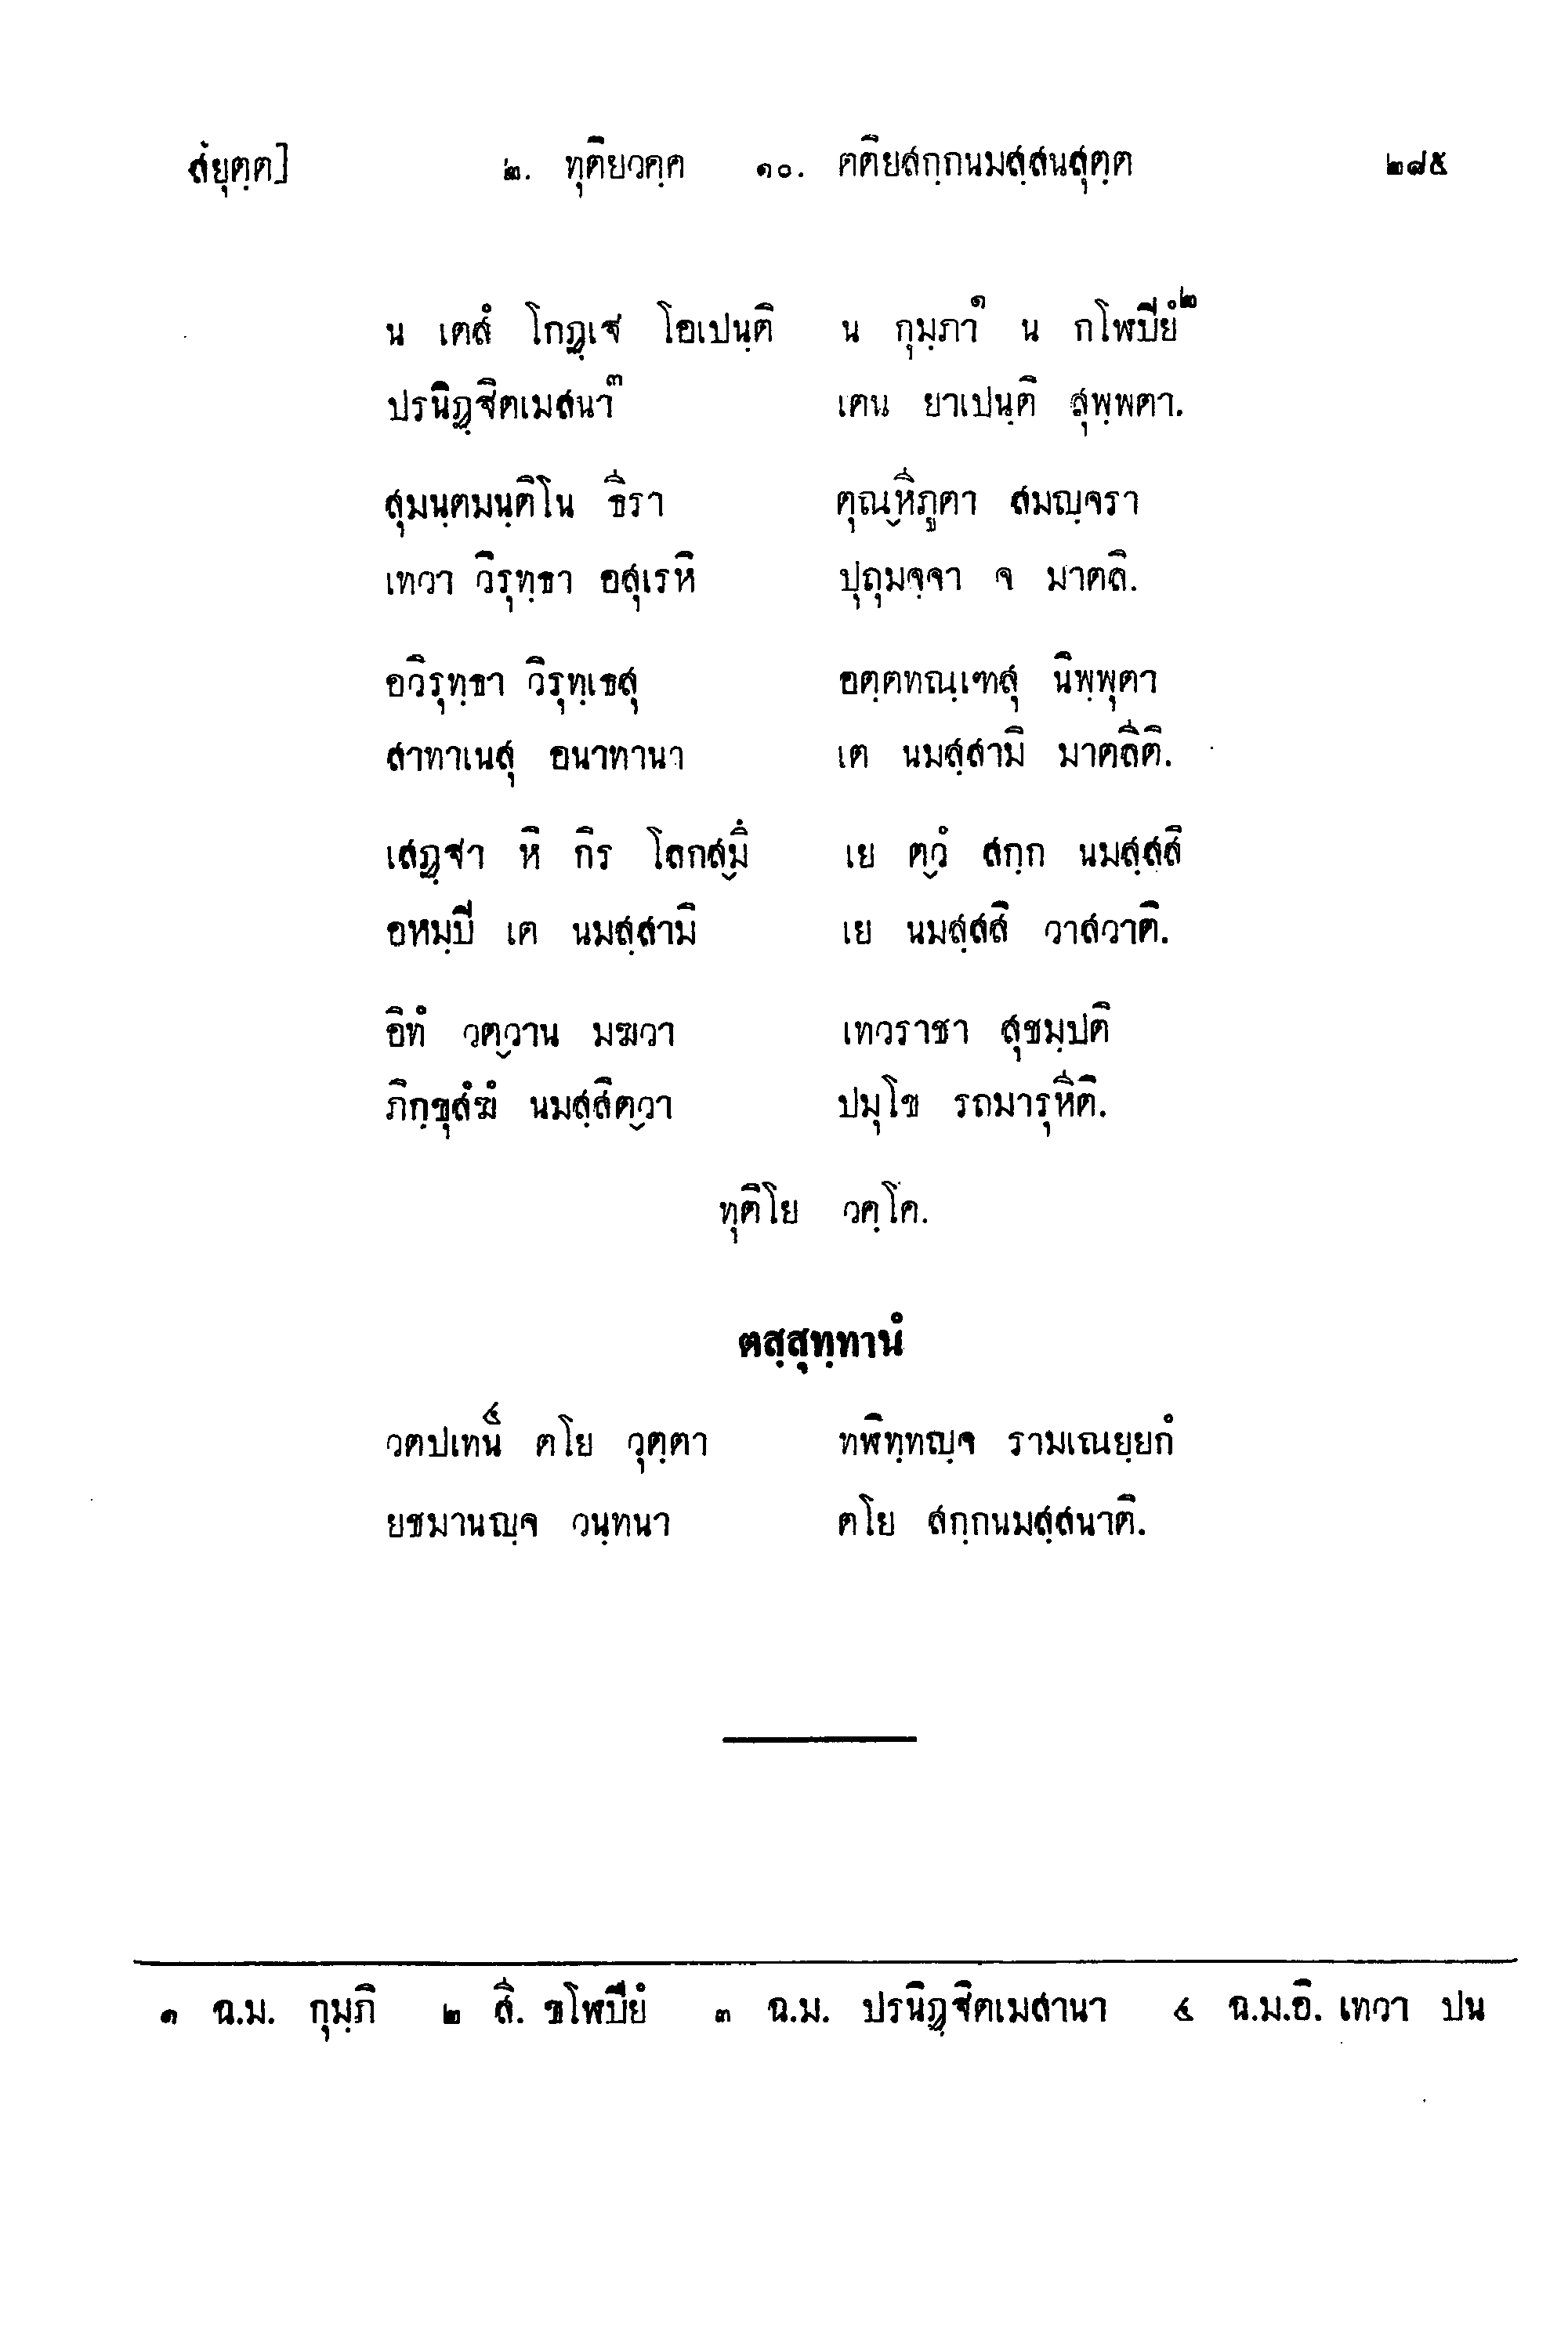 สํยุตฺต] ๒. ทุติยวคฺค ๑๐. ตติยสกฺกนมสฺสนสุตฺต ๒๘๕
น เตสํ โกฏฺเฐ โอเปนฺติ น กุมฺภา๑ น กโฬปิยํ๒
ปรนิฏฺฐิตเมสนา๓ เตน ยาเปนฺติ สุพฺพตา.
สุมนฺตมนฺติโน ธีรา ตุณฺหีภูตา สมญฺจรา
เทวา วิรุทฺธา อสุเรหิ ปุถุมจฺจา จ มาตลิ.
อวิรุทฺธา วิรุทฺเธสุ อตฺตทณฺเฑสุ นิพฺพุตา
สาทาเนสุ อนาทานา เต นมสฺสามิ มาตลีติ.
เสฏฺฐา หิ กิร โลกสฺมึ เย ตฺวํ สกฺก นมสฺสสิ
อหมฺปิ เต นมสฺสามิ เย นมสฺสสิ วาสวาติ.
อิทํ วตฺวาน มฆวา เทวราชา สุชมฺปติ
ภิกฺขุสํฆํ นมสฺสิตฺวา ปมุโข รถมารุหีติ.
ทุติโย วคฺโค.
ตสฺสุทฺทานํ
วตปเทน๔ ตโย วุตฺตา ทฬิทฺทญฺจ รามเณยฺยกํ
ยชมานญฺจ วนฺทนา ตโย สกฺกนมสฺสนาติ.
๑ ฉ.ม. กุมฺภิ ๒ สี. ขโฬปิยํ ๓ ฉ.ม. ปรนิฏฺฐิตเมสานา ๔ ฉ.ม.อิ. เทวา ปน